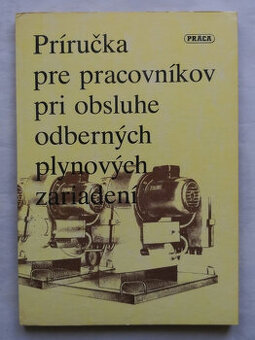 Príručka
PRÁCA
pre pracovníkov
pri obsluhe
odberných
plynových
zariadení